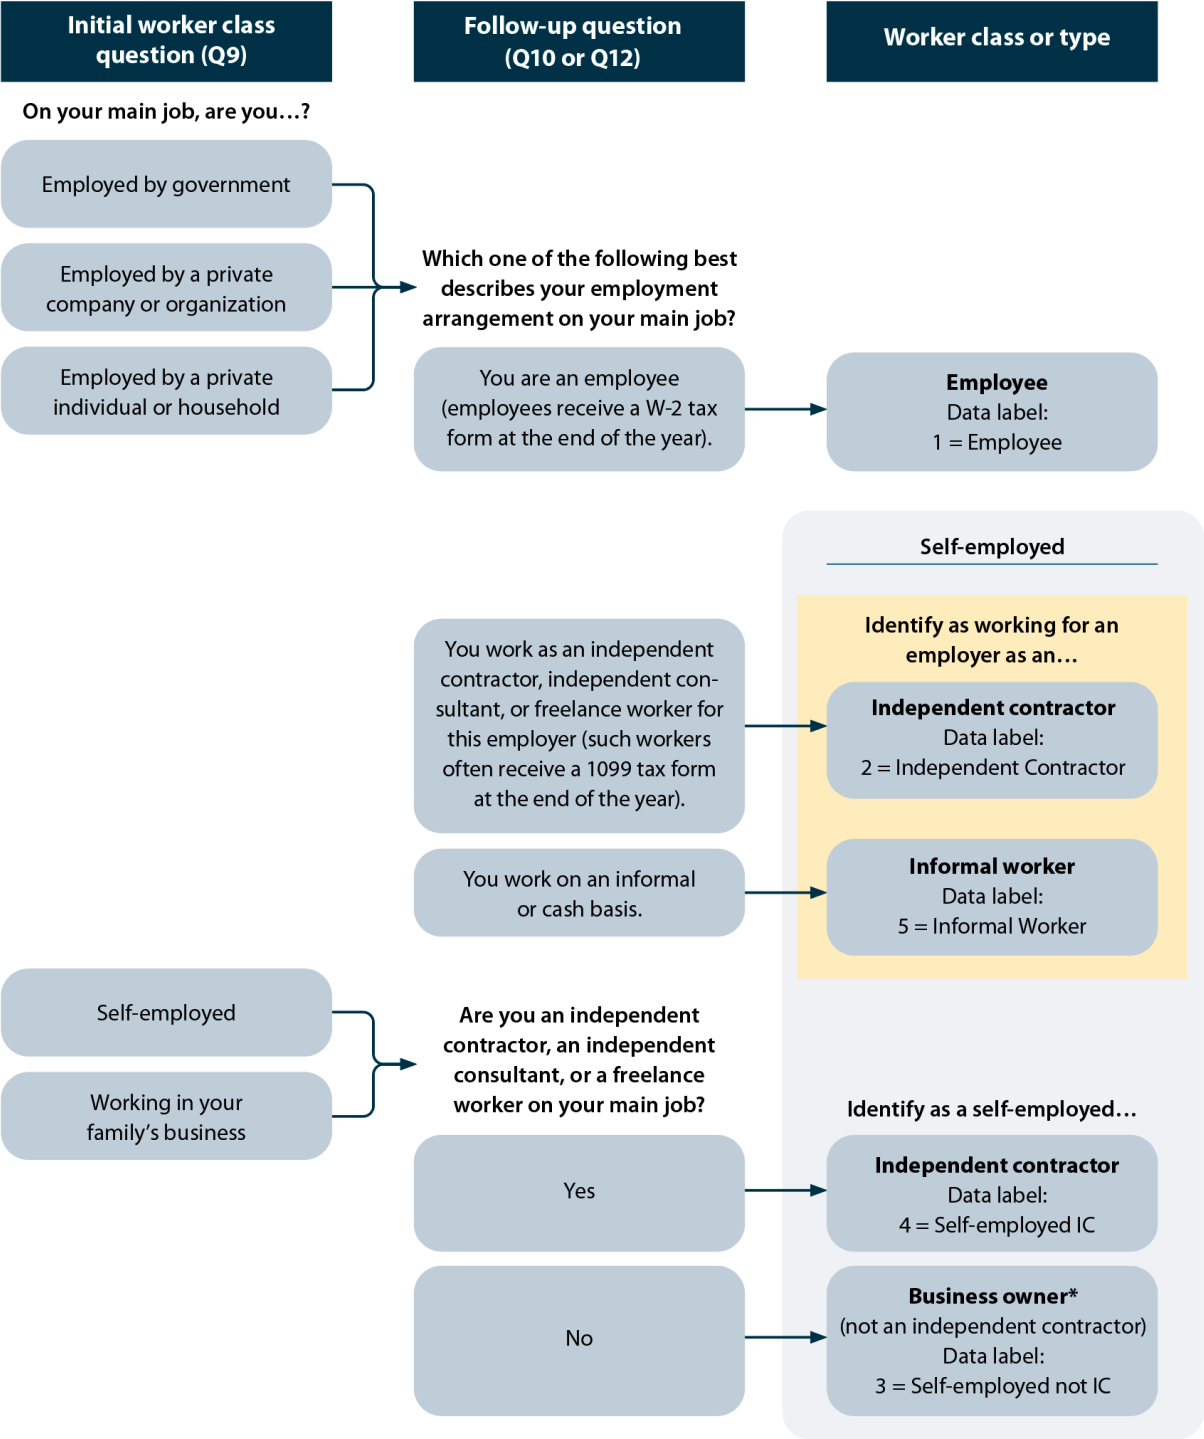 Initial worker class
question (Q9)
Follow-up question
(Q10 or Q12)
Worker class or type
On your main job, are you…?
Employed by government
Employed by a private
company or organization
Employed by a private
individual or household
Which one of the following best
describes your employment
arrangement on your main job?
You are an employee
(employees receive a W-2 tax
form at the end of the year).
Employee
Data label:
1 = Employee
Self-employed
Identify as working for an
employer as an…
You work as an independent
contractor, independent con-
sultant, or freelance worker for
this employer (such workers
often receive a 1099 tax form
at the end of the year).
Independent contractor
Data label:
2 = Independent Contractor
You work on an informal
or cash basis.
Informal worker
Data label:
5 = Informal Worker
Self-employed
Working in your
family’s business
Are you an independent
contractor, an independent
consultant, or a freelance
worker on your main job?
Identify as a self-employed…
Yes
Independent contractor
Data label:
4 = Self-employed IC
No
Business owner*
(not an independent contractor)
Data label:
3 = Self-employed not IC